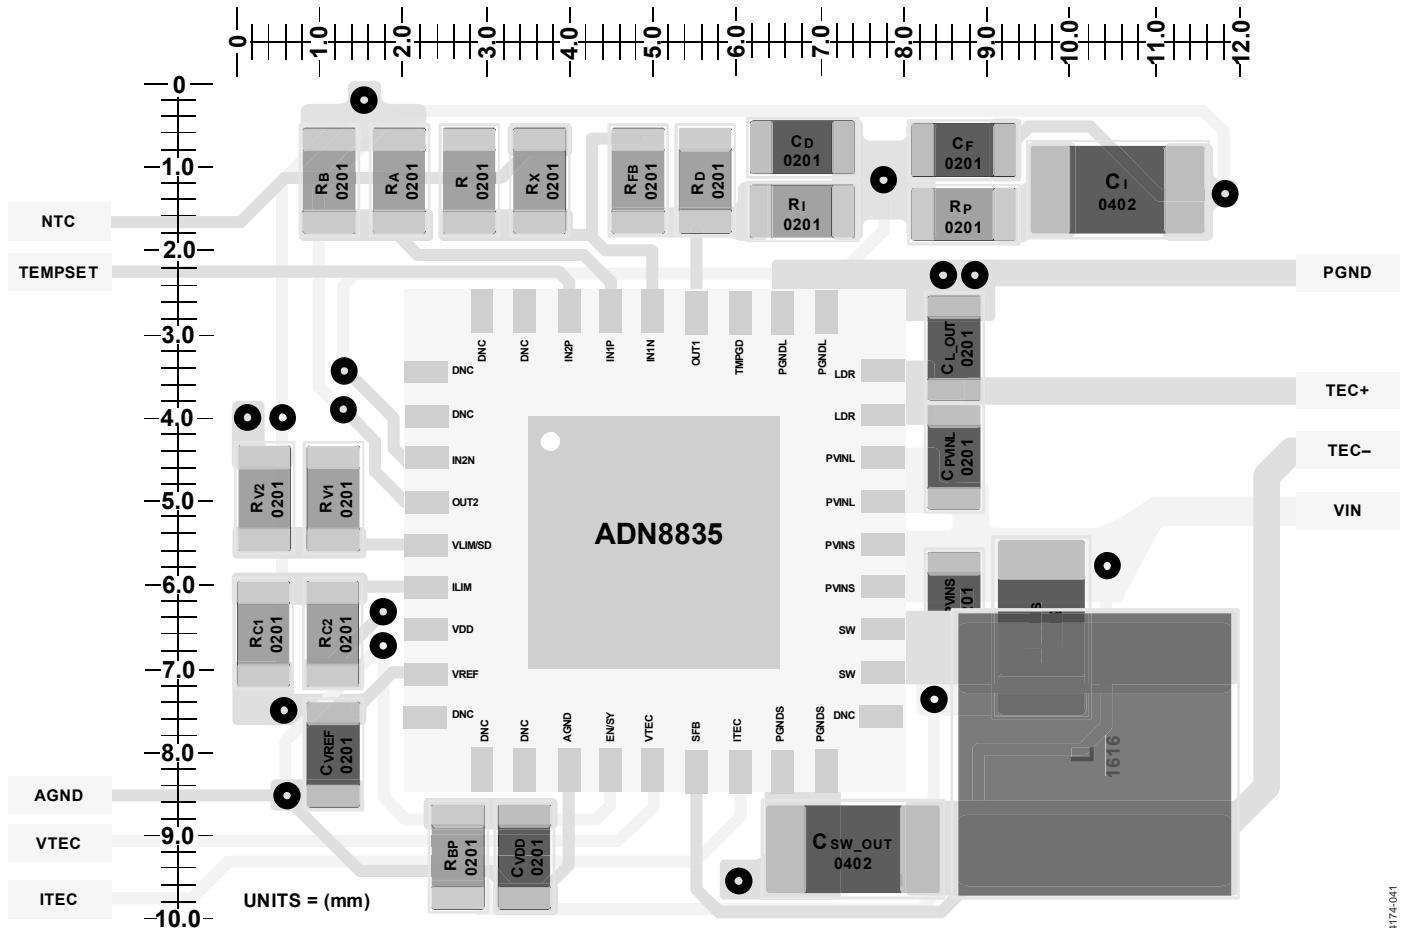 0 1.0 2.0 3.0 4.0 5.0 6.0 7.0 8.0 9.0 10.0 11.0 12.0
0
1.0
2.0
3.0
4.0
5.0
6.0
7.0
8.0
9.0
10.0
NTC
TEMPSET
AGND
VTEC
ITEC
PGND
TEC+
TEC–
VIN
RB
0201
RA
0201
R
0201
RX
0201
RFB
0201
RD
0201
CD
0201
RI
0201
CF
0201
RP
0201
CI
0402
CL_OUT
0201
CPVINL
0201
RV2
0201
RV1
0201
RC1
0201
RC2
0201
CVREF
0201
RBP
0201
CVDD
0201
CSW_OUT
0402
L
1616
DNC
DNC
IN2P
IN1P
IN1N
OUT1
TMPGD
PGNDL
PGNDL
DNC
DNC
IN2N
OUT2
VLIM/SD
ILIM
VDD
VREF
DNC
LDR
LDR
PVINL
PVINL
PVINS
PVINS
SW
SW
DNC
DNC
DNC
AGND
EN/SY
VTEC
SFB
ITEC
PGNDS
PGNDS
ADN8835
UNITS = (mm)